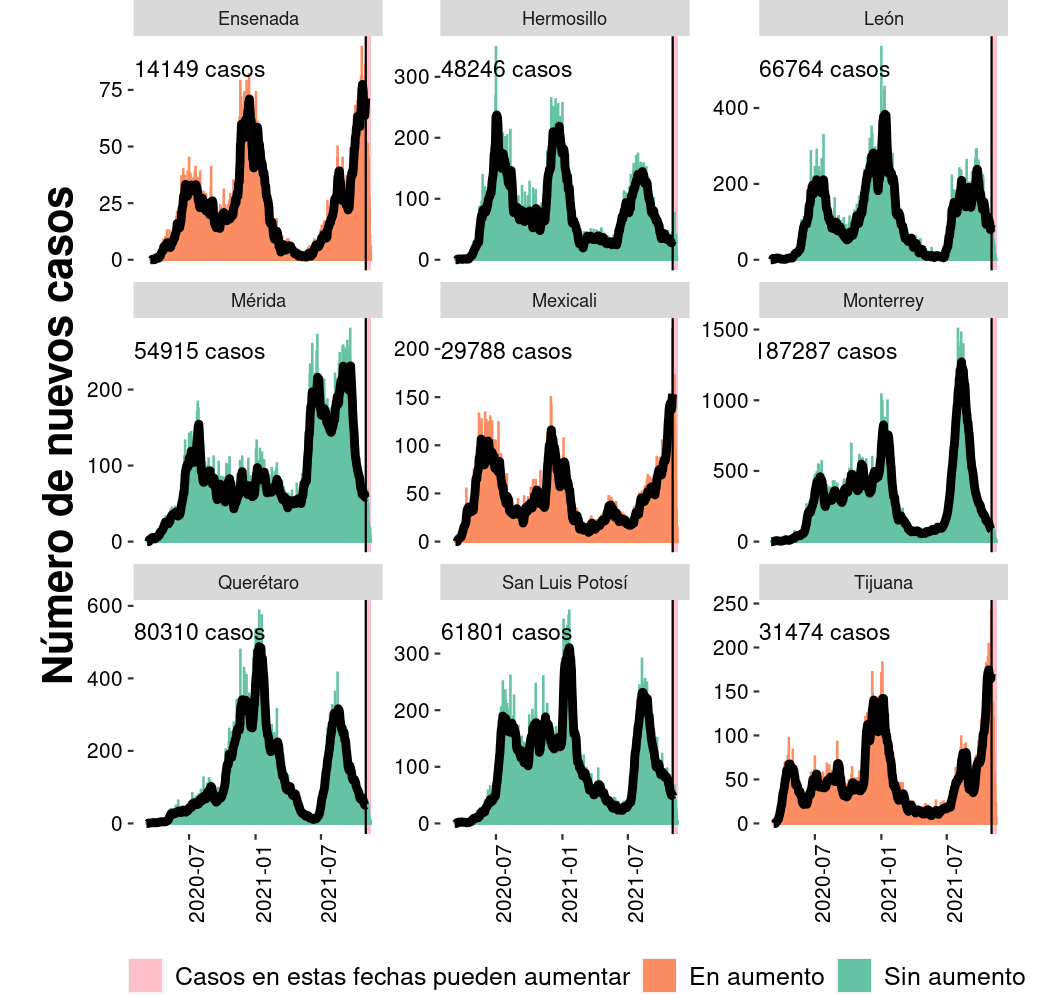 Número de nuevos casos
Ensenada
Hermosillo
León
14149 casos
48246 casos
66764 casos
75
50
25
0
300
200
100
0
400
200
0
Mérida
Mexicali
Monterrey
54915 casos
29788 casos
187287 casos
200
100
0
200
150
100
50
0
1500
1000
500
0
Querétaro
San Luis Potosí
Tijuana
80310 casos
61801 casos
31474 casos
600
400
200
0
300
200
100
0
250
200
150
100
50
0
2020-07
2021-01
2021-07
2020-07
2021-01
2021-07
2020-07
2021-01
2021-07
Casos en estas fechas pueden aumentar
En aumento
Sin aumento